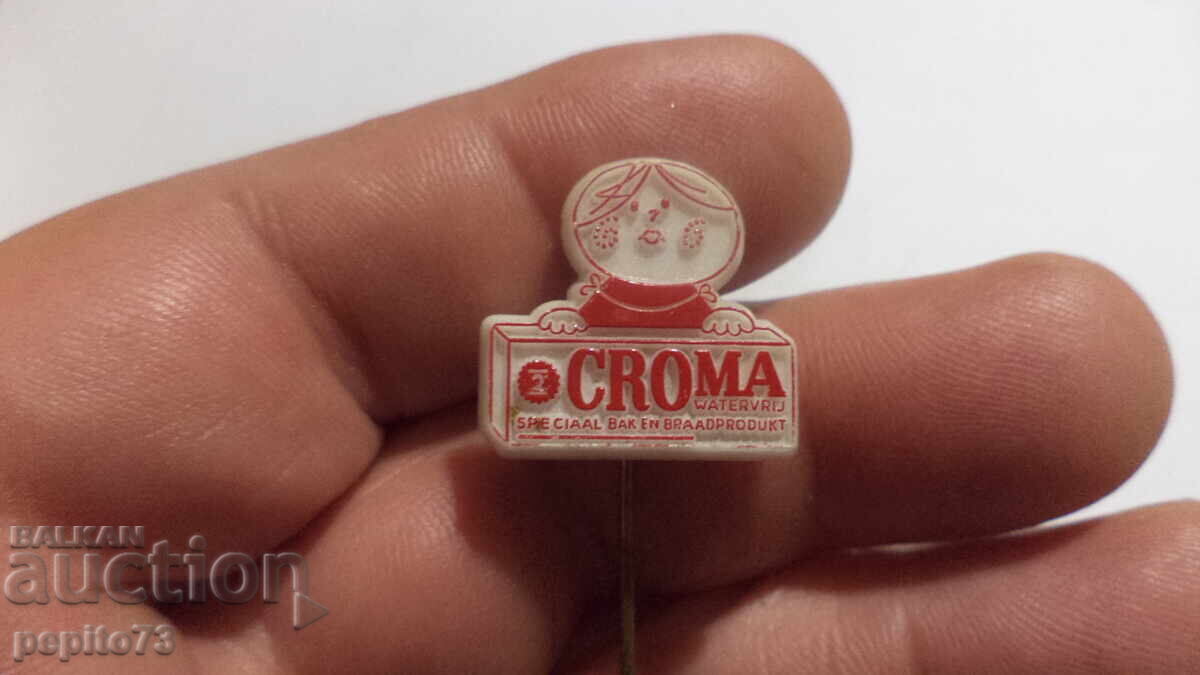 2 CROMA
WATERVRIJ
SPECIAAL BAK EN BRAADPRODUKT
BALKAN
auction
pepito73